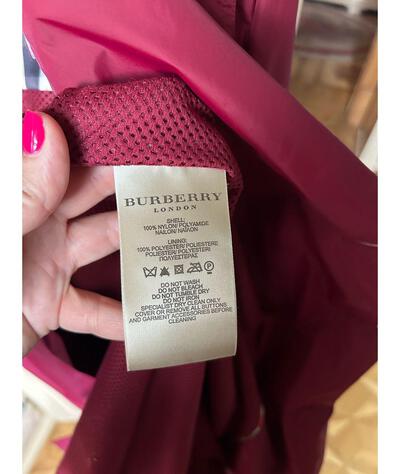 BURBERRY
LONDON
SHELL:
100% NYLON/ POLYAMIDE
NAILON/ NAYLON
LINING:
100% POLYESTER/ POLIESTERE
POLIESTER/ POLIESTER/
ΠΟΛΥΕΣΤΕΡΑΣ
DO NOT WASH
DO NOT BLEACH
DO NOT TUMBLE DRY
DO NOT IRON
SPECIALIST DRY CLEAN ONLY
COVER OR REMOVE ALL BUTTONS
AND GARMENT ACCESSORIES BEFORE
CLEANING